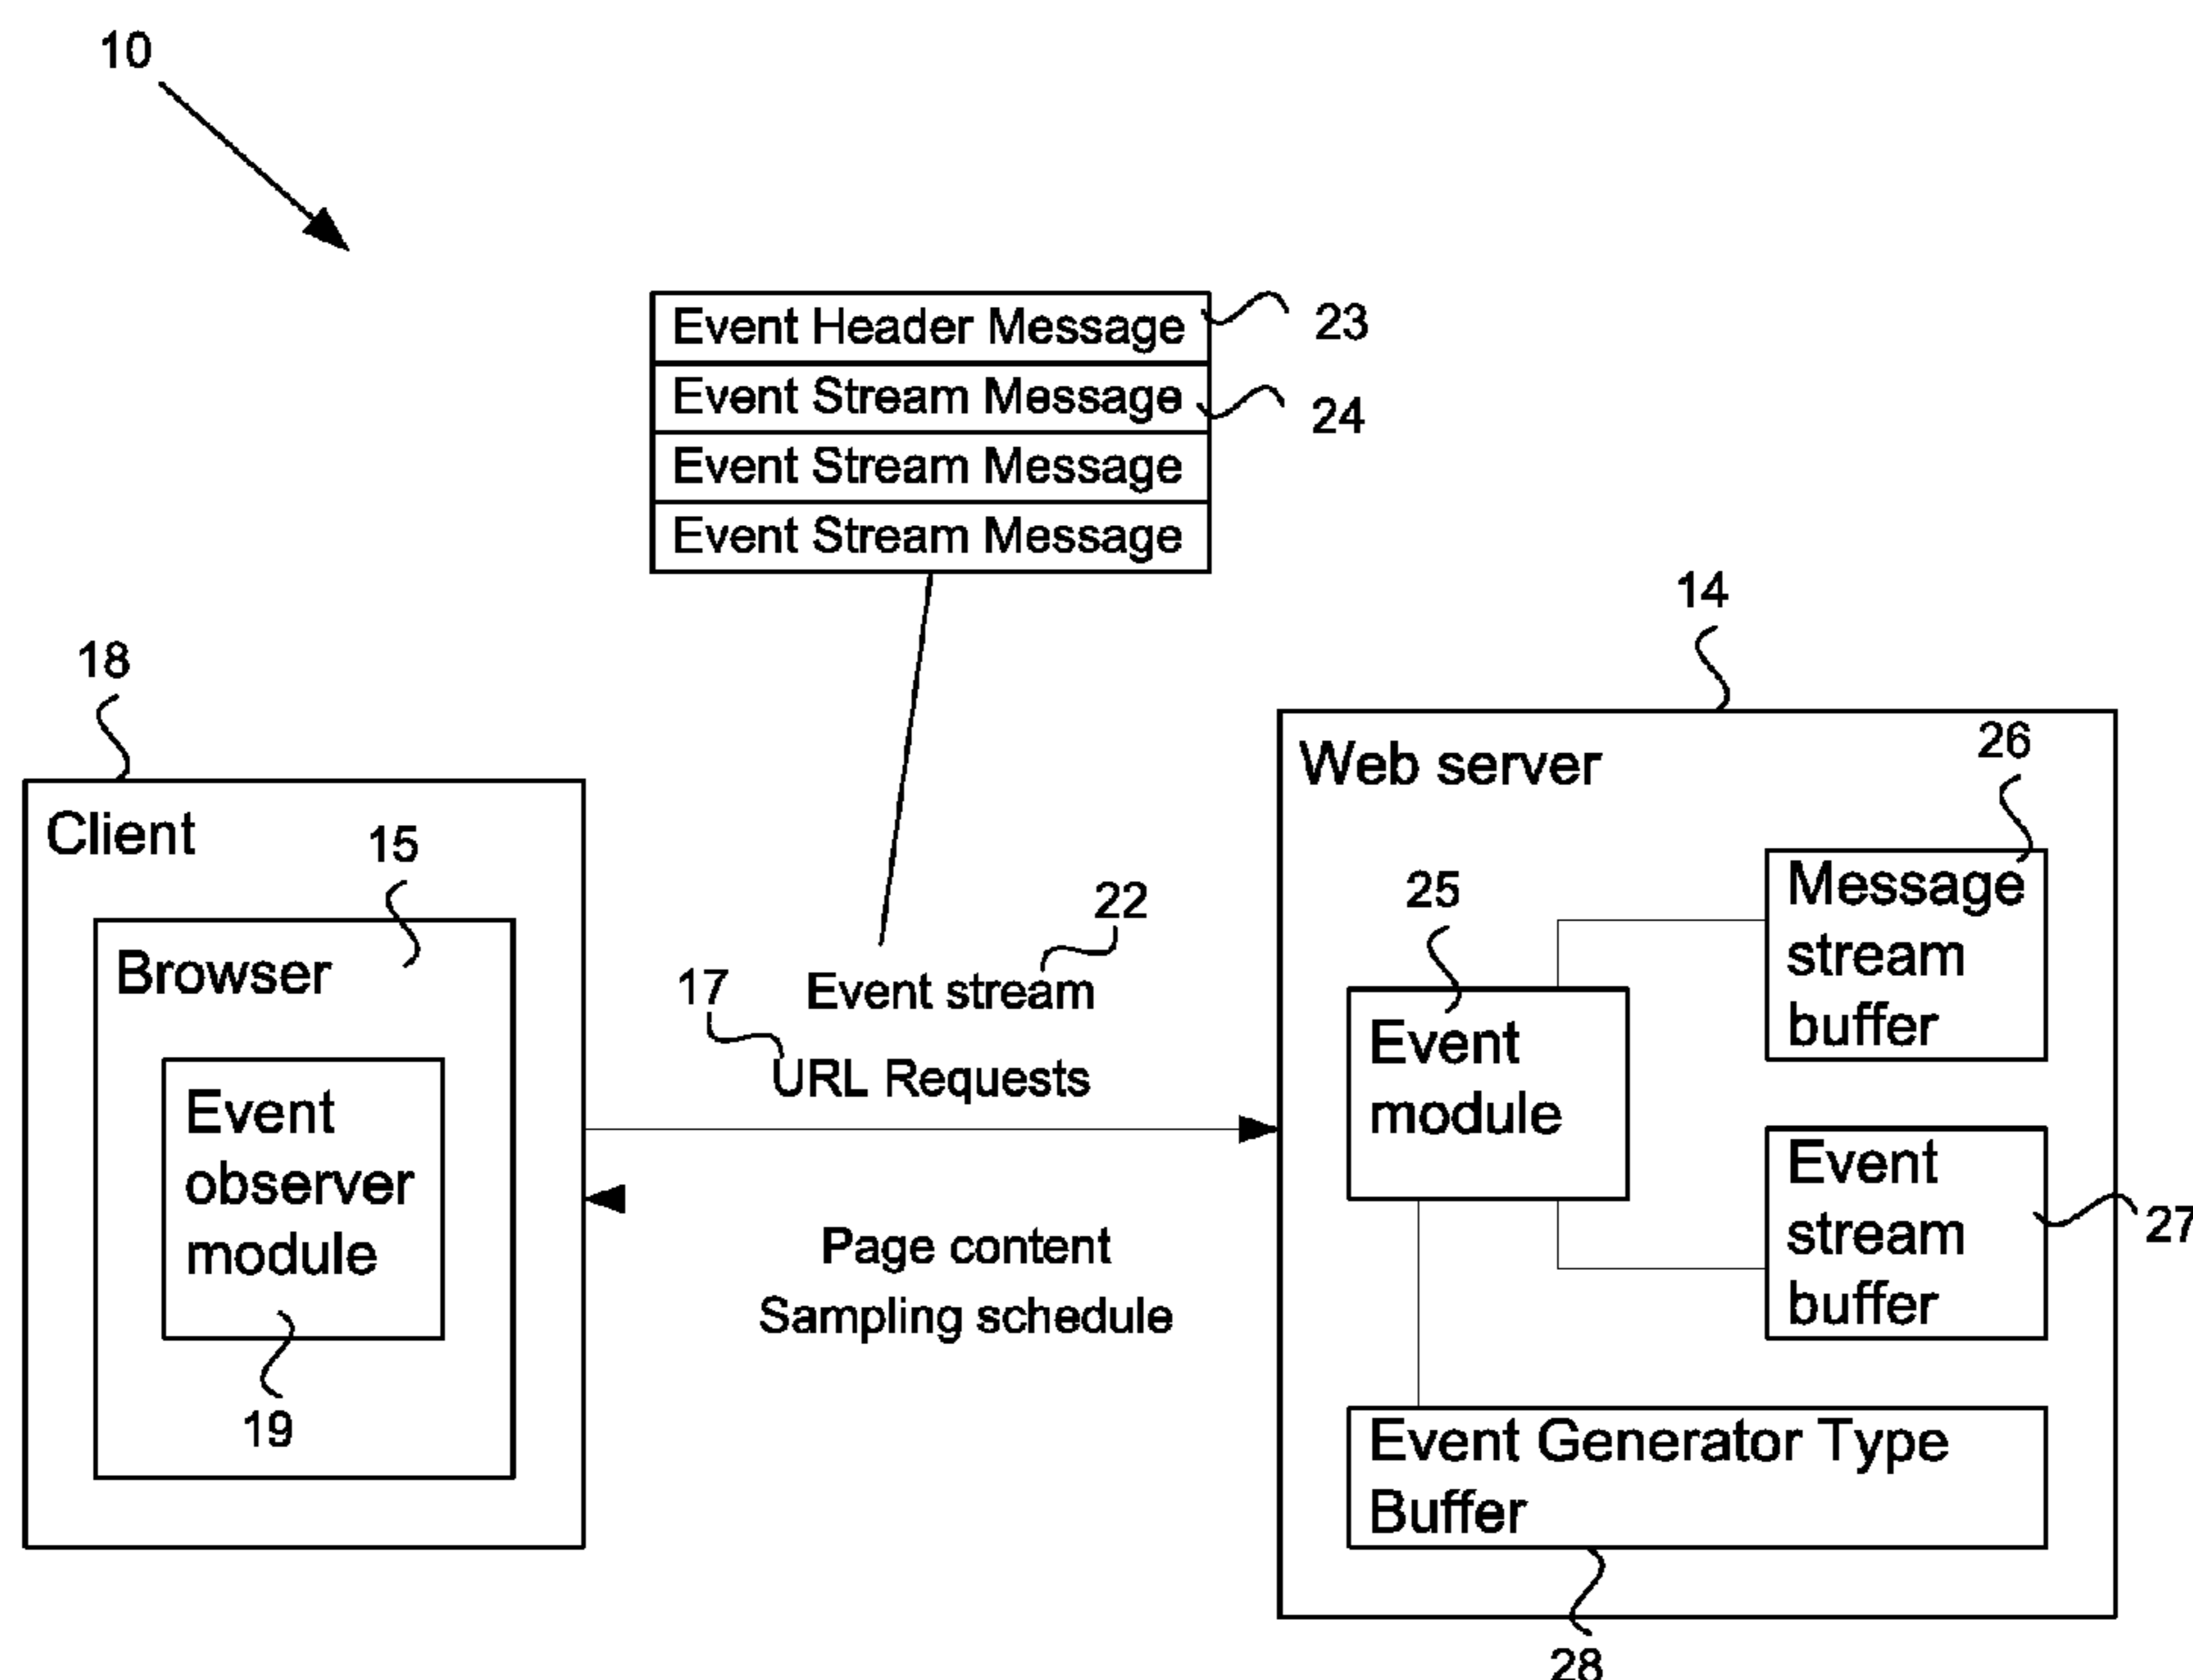 10
Event Header Message
23
Event Stream Message
24
Event Stream Message
Event Stream Message
18
Client
15
Browser
Event
observer
module
19
22
17
Event stream
URL Requests
Page content
Sampling schedule
14
Web server
26
Message
stream
buffer
25
Event
module
Event
stream
buffer
27
Event Generator Type
Buffer
28